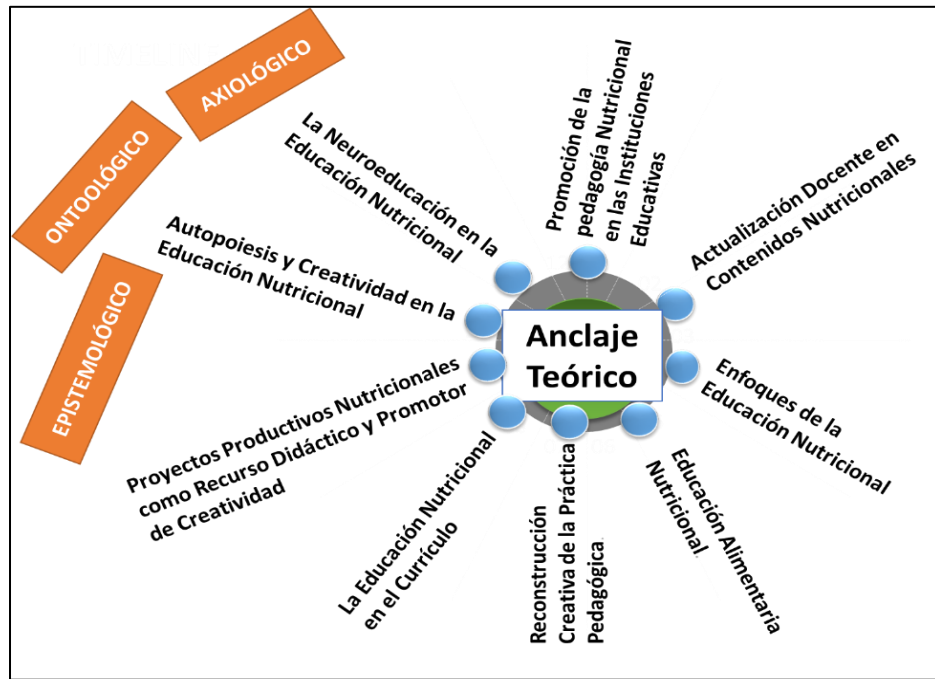 AXIOLÓGICO
ONTOOLÓGICO
EPISTEMOLÓGICO
La Neuroeducación en la
Educación Nutricional
Promoción de la
pedagogía Nutricional
en las Instituciones
Educativas
Actualización Docente en
Contenidos Nutricionales
Autopoiesis y Creatividad en la
Educación Nutricional
Anclaje
Teórico
Enfoques de la
Educación Nutricional
Proyectos Productivos Nutricionales
como Recurso Didáctico y Promotor
de Creatividad
La Educación Nutricional
en el Currículo
Reconstrucción
Creativa de la Práctica
Pedagógica.
Educación Alimentaria
Nutricional.